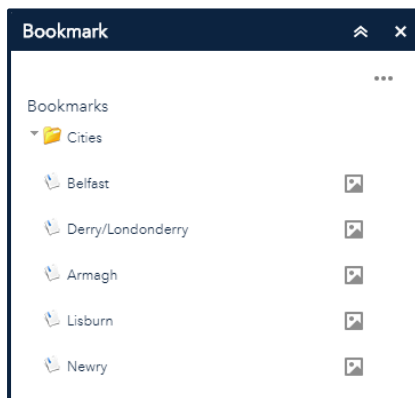 Bookmark
Bookmarks
Cities
Belfast
Derry/Londonderry
Armagh
Lisburn
Newry